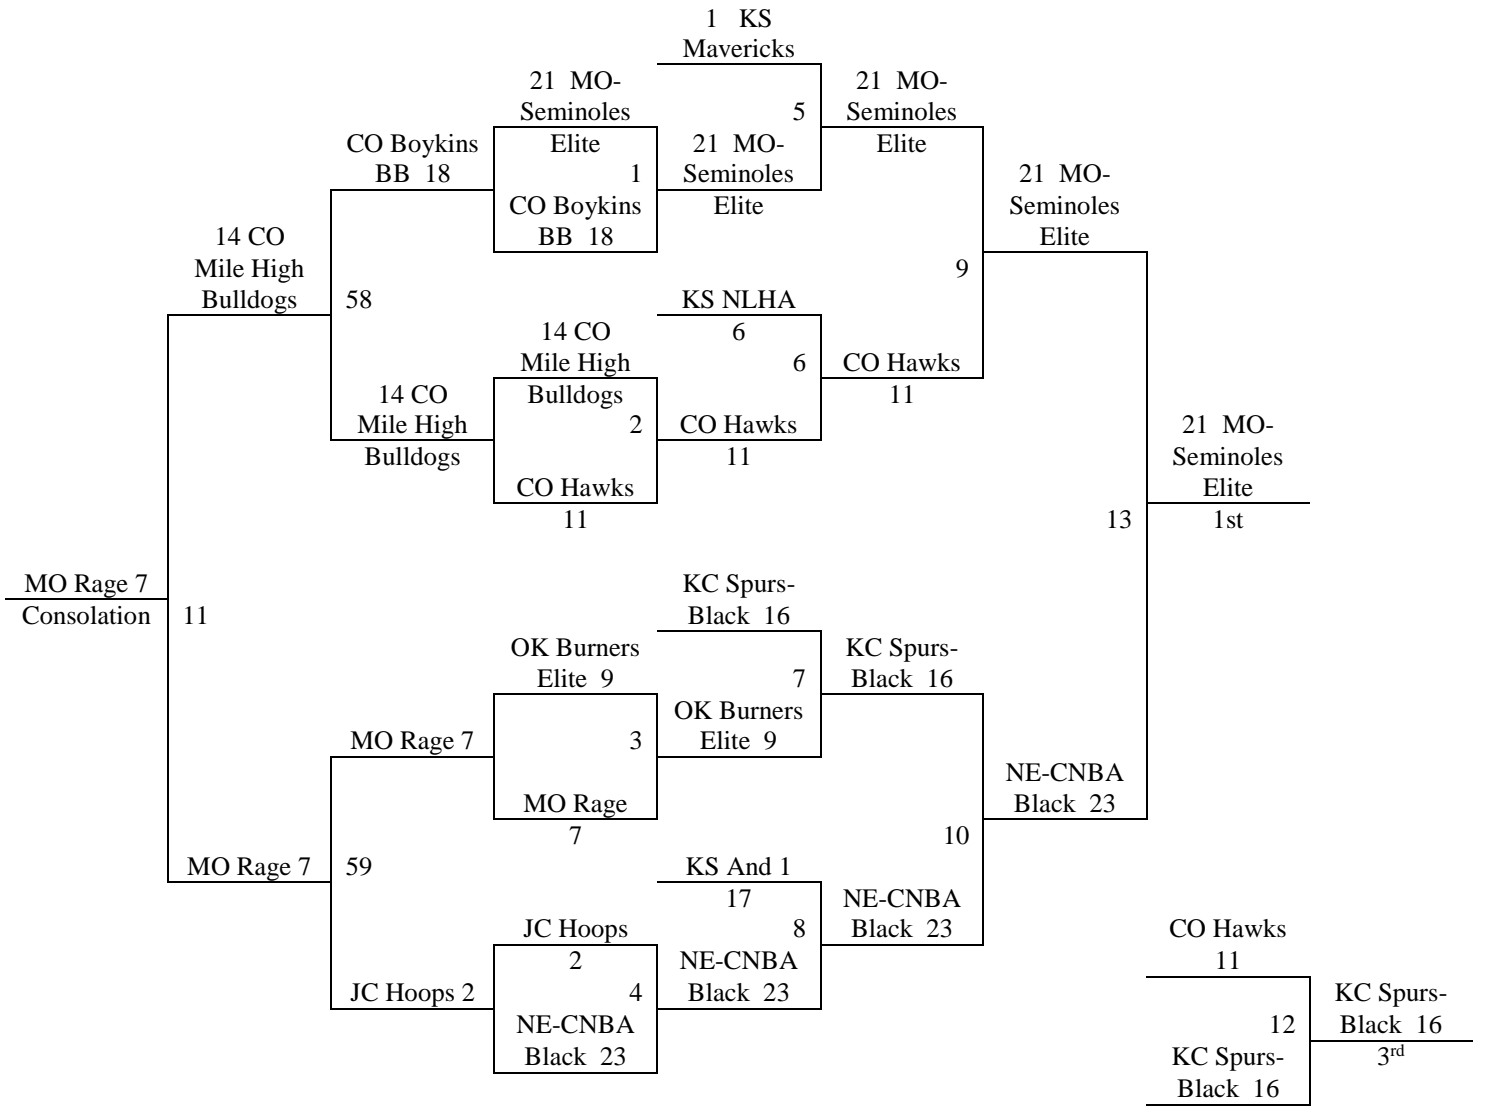 1 KS
Mavericks
21 MO-
Seminoles
Elite
5
21 MO-
Seminoles
Elite
CO Boykins
BB 18
1
21 MO-
Seminoles
Elite
CO Boykins
BB 18
21 MO-
Seminoles
Elite
14 CO
Mile High
Bulldogs
58
9
KS NLHA
6
14 CO
Mile High
Bulldogs
6
CO Hawks
11
14 CO
Mile High
Bulldogs
2
CO Hawks
11
CO Hawks
11
21 MO-
Seminoles
Elite
1st
13
MO Rage 7
Consolation
11
KC Spurs-
Black 16
OK Burners
Elite 9
7
KC Spurs-
Black 16
MO Rage 7
3
OK Burners
Elite 9
MO Rage
7
NE-CNBA
Black 23
10
MO Rage 7
59
KS And 1
17
8
NE-CNBA
Black 23
JC Hoops
2
JC Hoops 2
4
NE-CNBA
Black 23
NE-CNBA
Black 23
CO Hawks
11
12
KC Spurs-
Black 16
KC Spurs-
Black 16
3rd